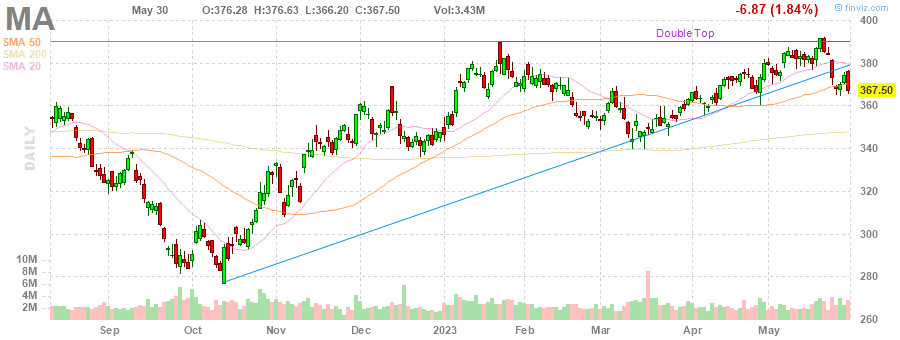 MA
May 30
O:376.28 H:376.63 L:366.20 C:367.50 Vol:3.43M
-6.87 (1.84%)
finviz.com
SMA 50
SMA 200
SMA 20
Double Top
DAILY
400
380
367.50
360
340
320
300
280
260
10M
8M
6M
4M
2M
Sep Oct Nov Dec 2023 Feb Mar Apr May